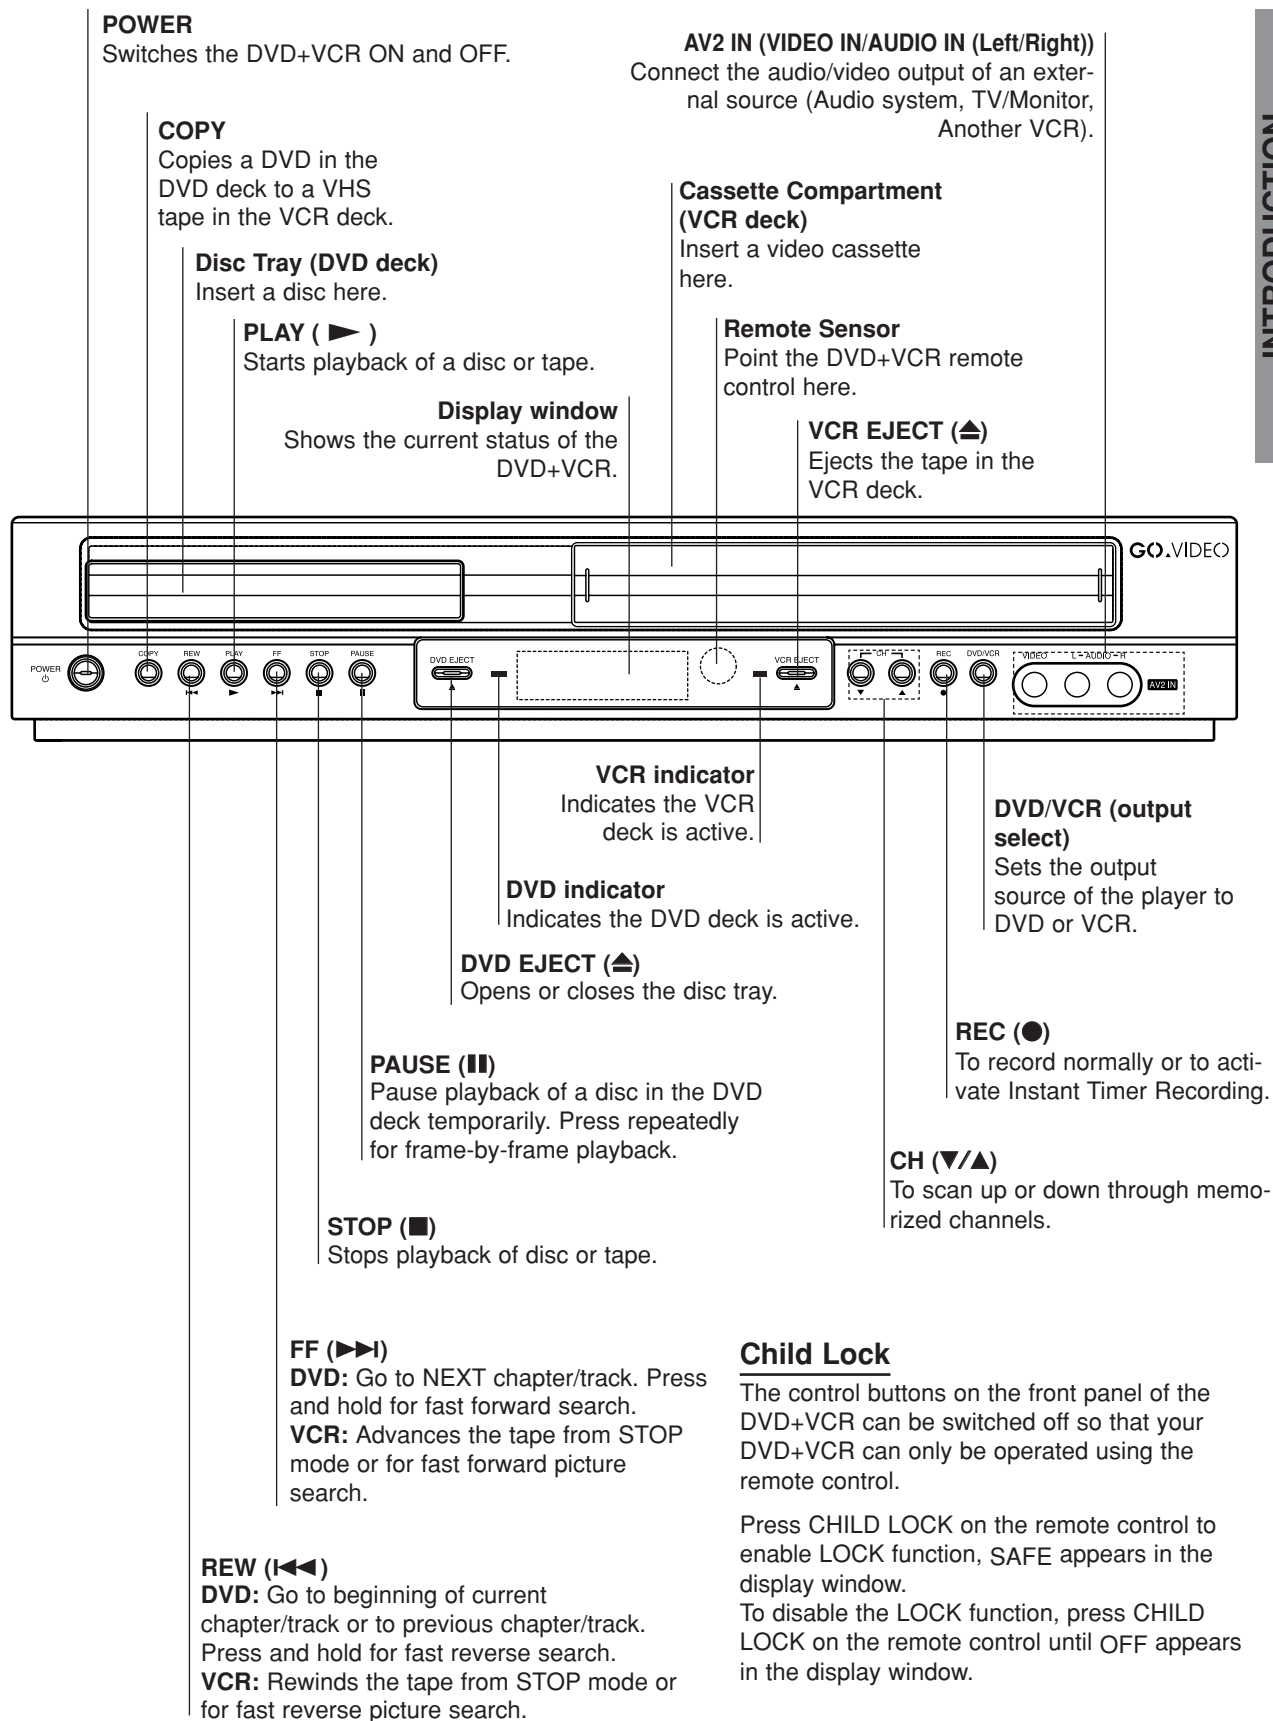 POWER
Switches the DVD+VCR ON and OFF.
AV2 IN (VIDEO IN/AUDIO IN (Left/Right))
Connect the audio/video output of an exter-
nal source (Audio system, TV/Monitor,
Another VCR).
COPY
Copies a DVD in the
DVD deck to a VHS
tape in the VCR deck.
Cassette Compartment
(VCR deck)
Insert a video cassette
here.
Disc Tray (DVD deck)
Insert a disc here.
PLAY ( ► )
Starts playback of a disc or tape.
Remote Sensor
Point the DVD+VCR remote
control here.
Display window
Shows the current status of the
DVD+VCR.
VCR EJECT (⏏)
Ejects the tape in the
VCR deck.
INTRODUCTION
GO.VIDEO
POWER
COPY
REW
PLAY
FF
STOP
PAUSE
DVD EJECT
VCR EJECT
CH
REC
DVD/VCR
VIDEO
L - AUDIO - R
AV2 IN
VCR indicator
Indicates the VCR
deck is active.
DVD/VCR (output
select)
Sets the output
source of the player to
DVD or VCR.
DVD indicator
Indicates the DVD deck is active.
DVD EJECT (⏏)
Opens or closes the disc tray.
REC (●)
To record normally or to acti-
vate Instant Timer Recording.
PAUSE (❚❚)
Pause playback of a disc in the DVD
deck temporarily. Press repeatedly
for frame-by-frame playback.
CH (▼/▲)
To scan up or down through memo-
rized channels.
STOP (■)
Stops playback of disc or tape.
FF (►►I)
DVD: Go to NEXT chapter/track. Press
and hold for fast forward search.
VCR: Advances the tape from STOP
mode or for fast forward picture
search.
REW (I◄◄ )
DVD: Go to beginning of current
chapter/track or to previous chapter/track.
Press and hold for fast reverse search.
VCR: Rewinds the tape from STOP mode or
for fast reverse picture search.
Child Lock
The control buttons on the front panel of the
DVD+VCR can be switched off so that your
DVD+VCR can only be operated using the
remote control.
Press CHILD LOCK on the remote control to
enable LOCK function, SAFE appears in the
display window.
To disable the LOCK function, press CHILD
LOCK on the remote control until OFF appears
in the display window.